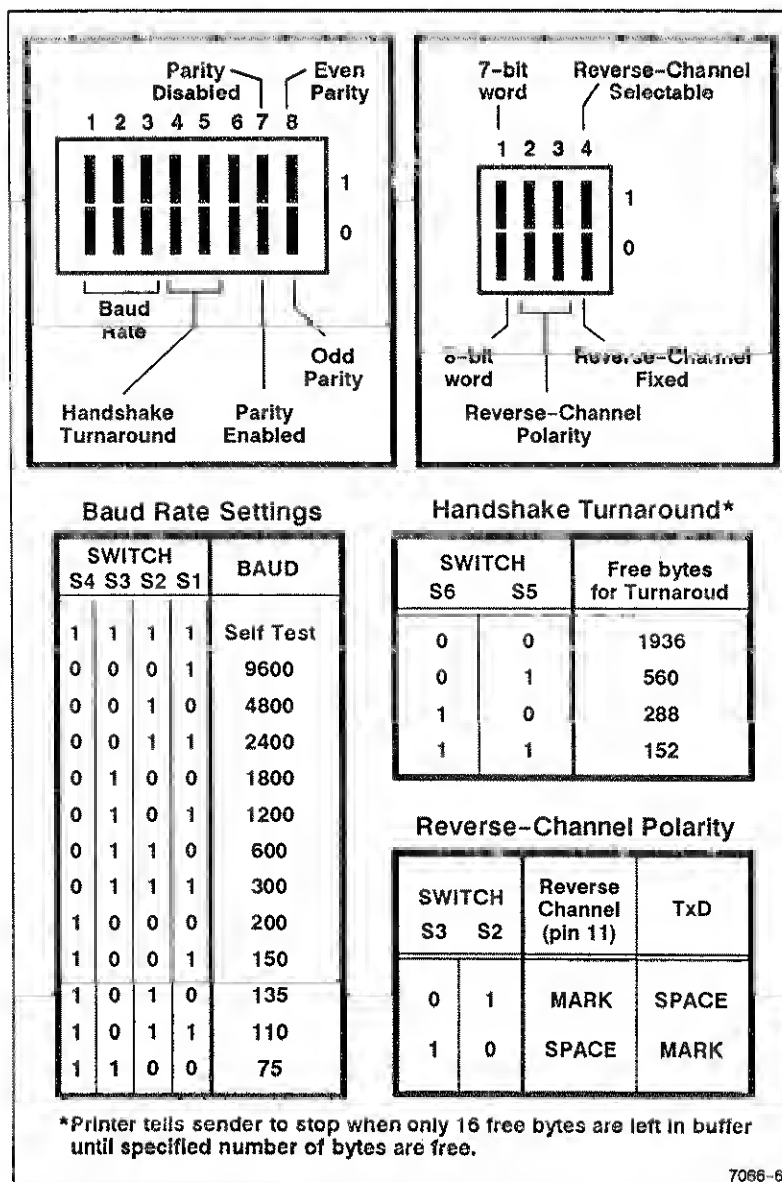 Parity Disabled
Even Parity
1 2 3 4 5 6 7 8
1
0
Baud Rate
Odd Parity
Handshake Turnaround
Parity Enabled
7-bit word
Reverse-Channel Selectable
1 2 3 4
1
0
8-bit word
Reverse-Channel Fixed
Reverse-Channel Polarity
Baud Rate Settings
SWITCH BAUD
S4 S3 S2 S1
1 1 1 1 Self Test
0 0 0 1 9600
0 0 1 0 4800
0 0 1 1 2400
0 1 0 0 1800
0 1 0 1 1200
0 1 1 0 600
0 1 1 1 300
1 0 0 0 200
1 0 0 1 150
1 0 1 0 135
1 0 1 1 110
1 1 0 0 75
Handshake Turnaround*
SWITCH Free bytes
S6 S5 for Turnaroud
0 0 1936
0 1 560
1 0 288
1 1 152
Reverse-Channel Polarity
SWITCH Reverse Channel (pin 11) TxD
S3 S2
0 1 MARK SPACE
1 0 SPACE MARK
*Printer tells sender to stop when only 16 free bytes are left in buffer
until specified number of bytes are free.
7066-6